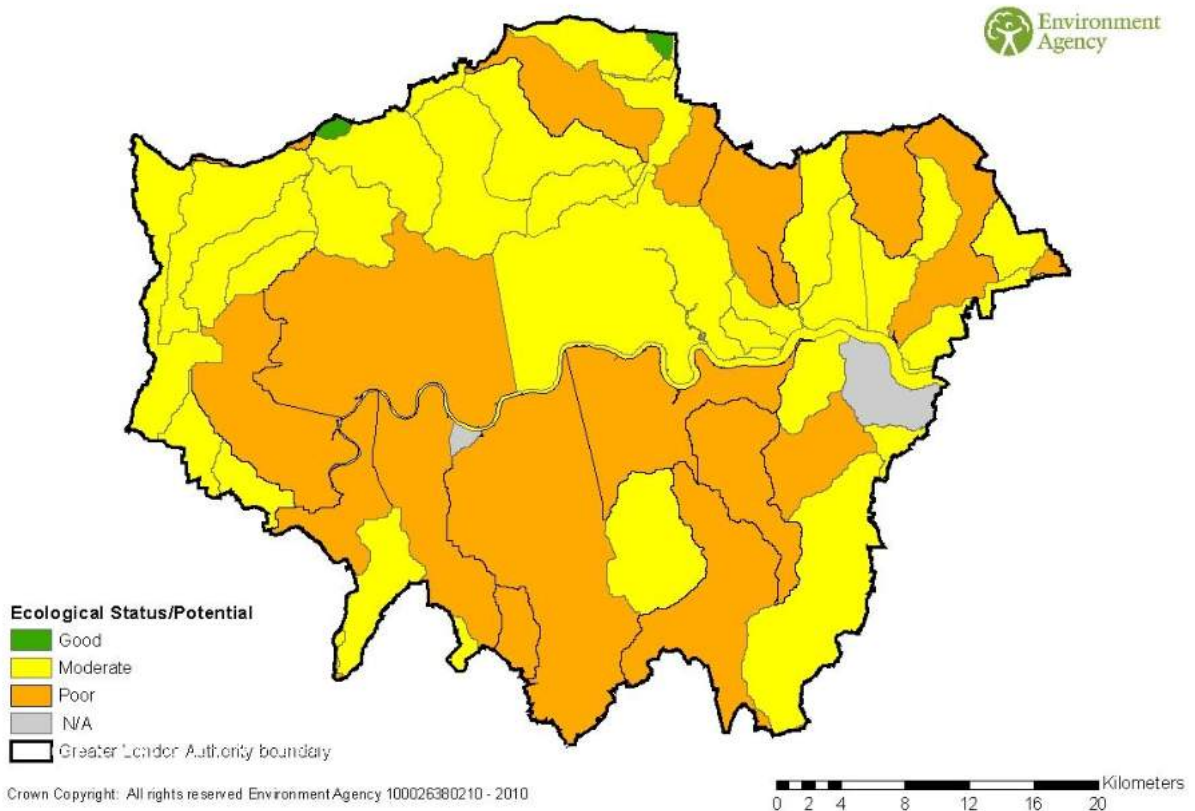 Environment
Agency
Ecological Status/Potential
Good
Moderate
Poor
N/A
Greater London Authority boundary
Crown Copyright: All rights reserved Environment Agency 100026380210 - 2010
Kilometers
0 2 4 8 12 16 20